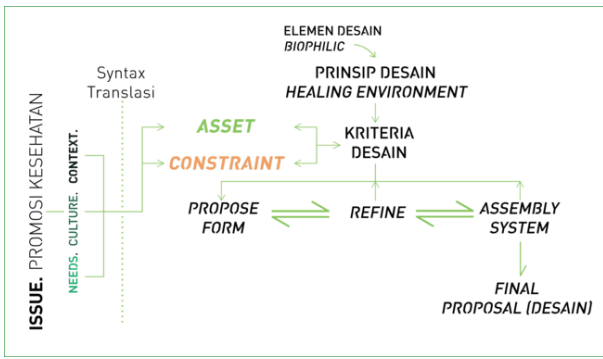 ISSUE. PROMOSI KESEHATAN
NEEDS. CULTURE. CONTEXT.
Syntax
Translasi
ASSET
CONSTRAINT
ELEMEN DESAIN
BIOPHILIC
PRINSIP DESAIN
HEALING ENVIRONMENT
KRITERIA
DESAIN
PROPOSE
FORM
REFINE
ASSEMBLY
SYSTEM
FINAL
PROPOSAL (DESAIN)